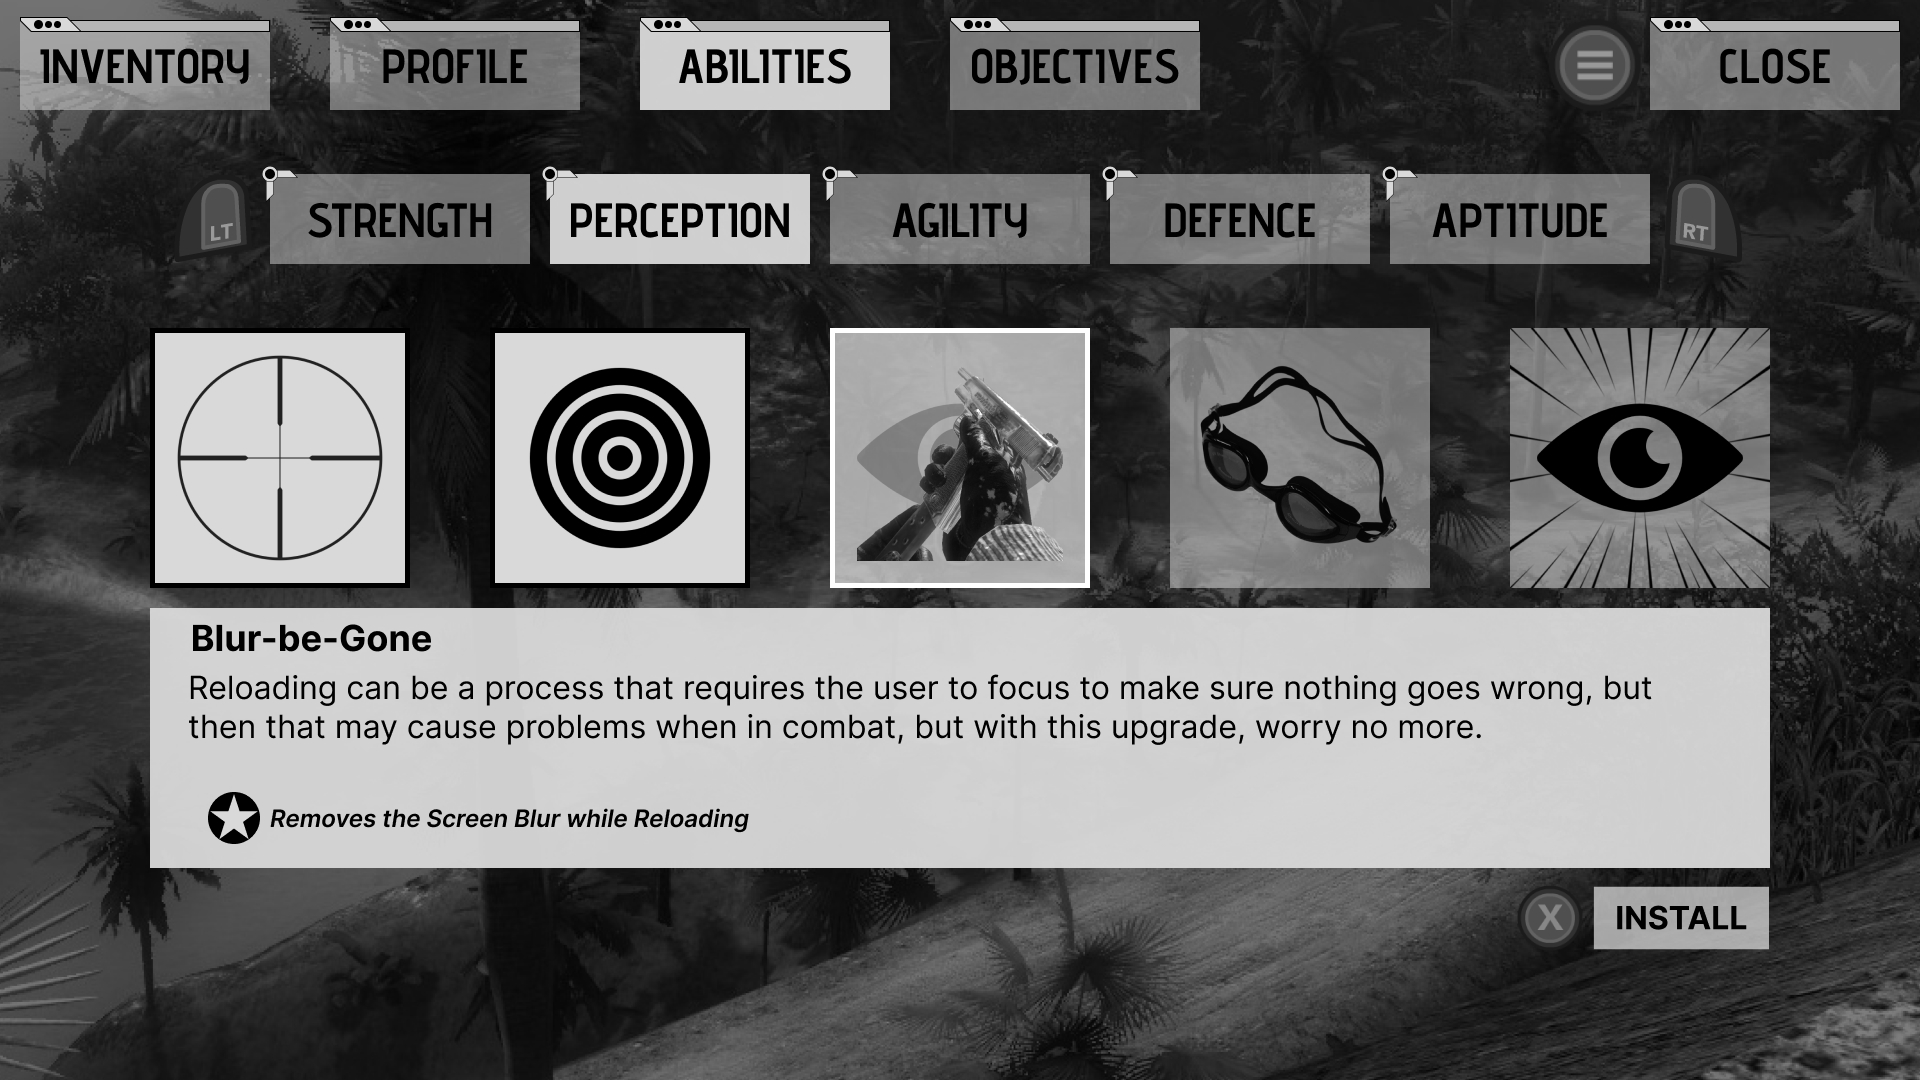 INVENTORY
PROFILE
ABILITIES
OBJECTIVES
CLOSE
LT
STRENGTH
PERCEPTION
AGILITY
DEFENCE
APTITUDE
RT
Blur-be-Gone
Reloading can be a process that requires the user to focus to make sure nothing goes wrong, but
then that may cause problems when in combat, but with this upgrade, worry no more.
Removes the Screen Blur while Reloading
X
INSTALL